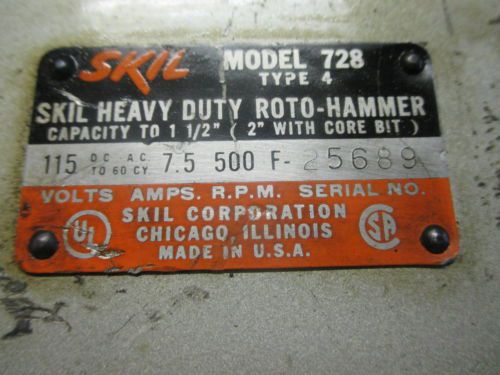 SKIL MODEL 728
TYPE 4
SKIL HEAVY DUTY ROTO-HAMMER
CAPACITY TO 1 1/2" ( 2" WITH CORE BIT )
115 DC AC TO 60 CY. 7.5 500 F- 25689
VOLTS AMPS. R.P.M. SERIAL NO.
UL SKIL CORPORATION SA
CHICAGO, ILLINOIS
MADE IN U.S.A.